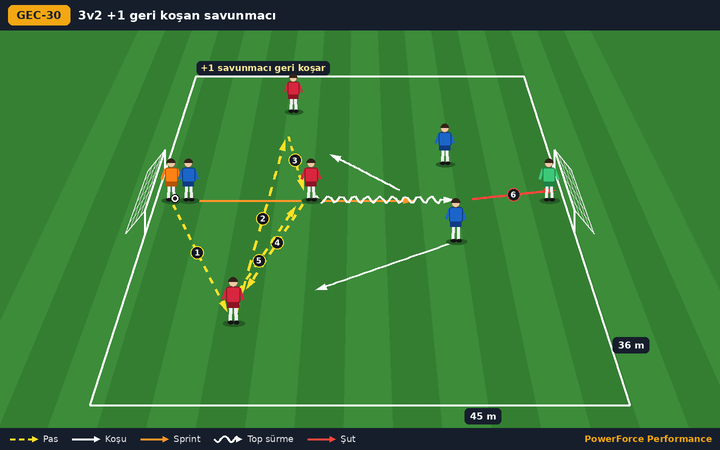 GEC-30 3v2 +1 geri koşan savunmacı
+1 savunmacı geri koşar
3
6
2
4
1
5
36 m
45 m
Pas Koşu Sprint Top sürme Şut PowerForce Performance